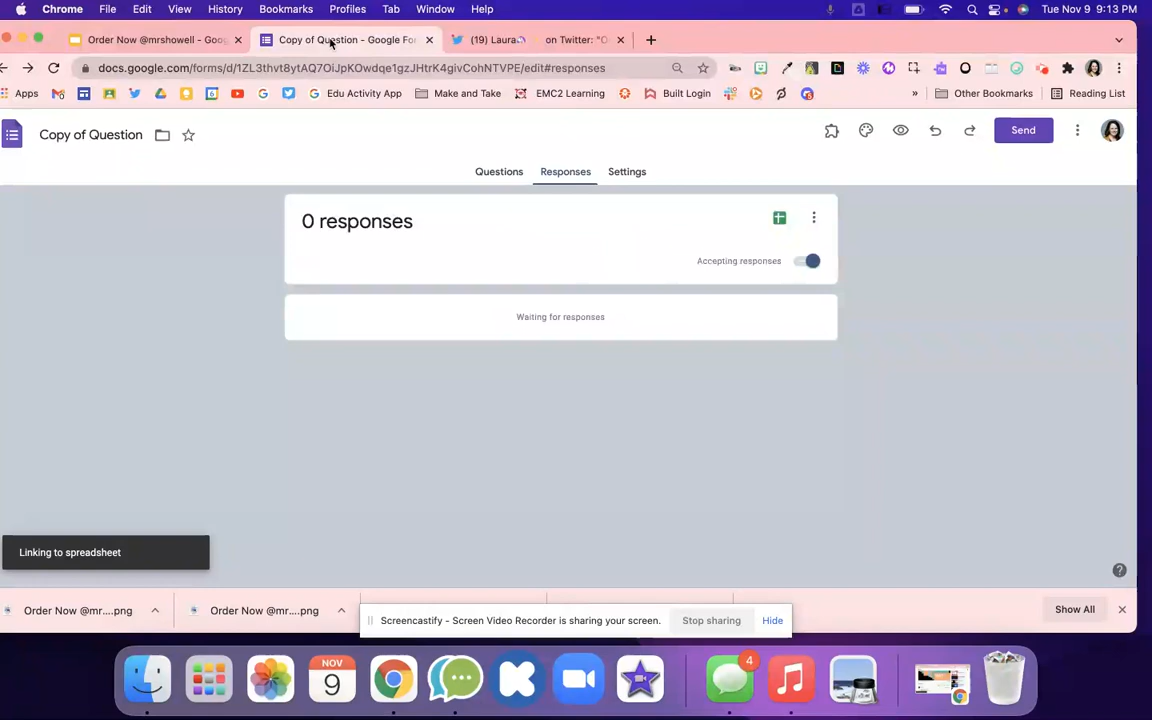 Chrome File Edit View History Bookmarks Profiles Tab Window Help Tue Nov 9 9:13 PM
Order Now @mrshowell - Goog Copy of Question - Google Fo (19) Laura on Twitter: "D
docs.google.com/forms/d/1ZL3thvt8ytAQ7OiJpKOwdqe1gzJHtrK4givCohNTVPE/edit#responses
Apps Edu Activity App Make and Take EMC2 Learning Built Login » Other Bookmarks Reading List
Copy of Question Send
Questions Responses Settings
0 responses
Accepting responses
Waiting for responses
Linking to spreadsheet
Order Now @mr....png Order Now @mr....png Show All
Screencastify - Screen Video Recorder is sharing your screen. Stop sharing Hide
NOV
9
4